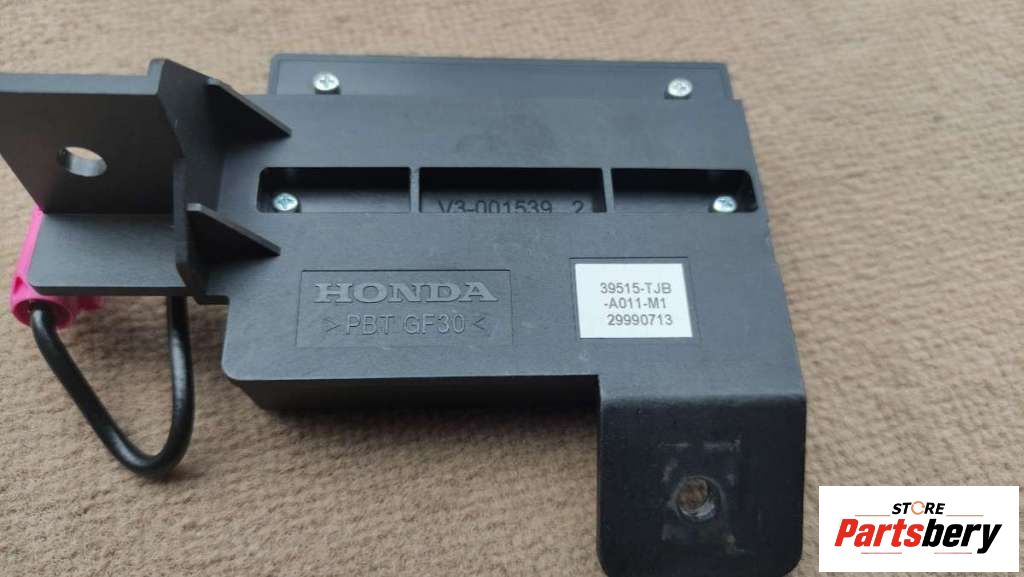 V3-001539 2
HONDA
>PBT GF30<
39515-TJB
-A011-M1
29990713
STORE
Partsbery